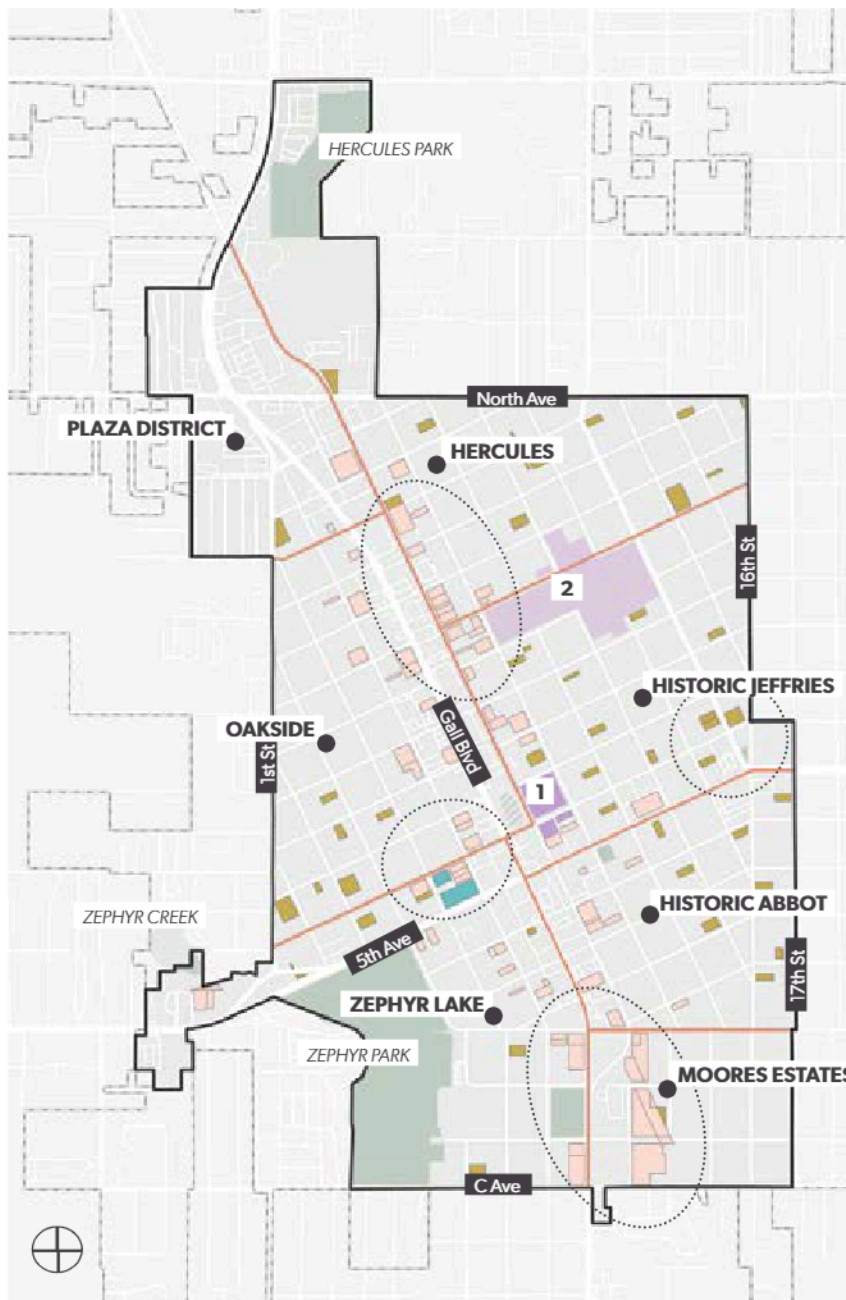 HERCULES PARK
North Ave
PLAZA DISTRICT
HERCULES
16th St
2
HISTORIC JEFFRIES
Gall Blvd
OAKSIDE
1st St
1
HISTORIC ABBOT
ZEPHYR CREEK
5th Ave
17th St
ZEPHYR LAKE
ZEPHYR PARK
MOORES ESTATES
C Ave